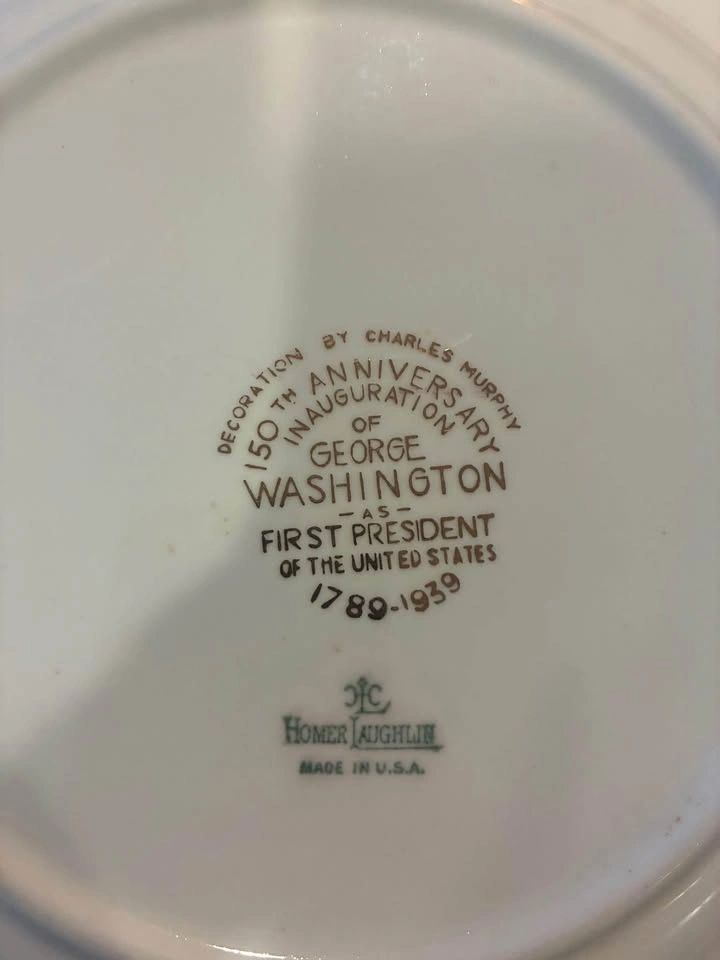 DECORATION BY CHARLES MURPHY
150TH ANNIVERSARY
INAUGURATION
OF
GEORGE
WASHINGTON
- AS -
FIRST PRESIDENT
OF THE UNITED STATES
1789-1939
HLC
HOMER LAUGHLIN
MADE IN U.S.A.